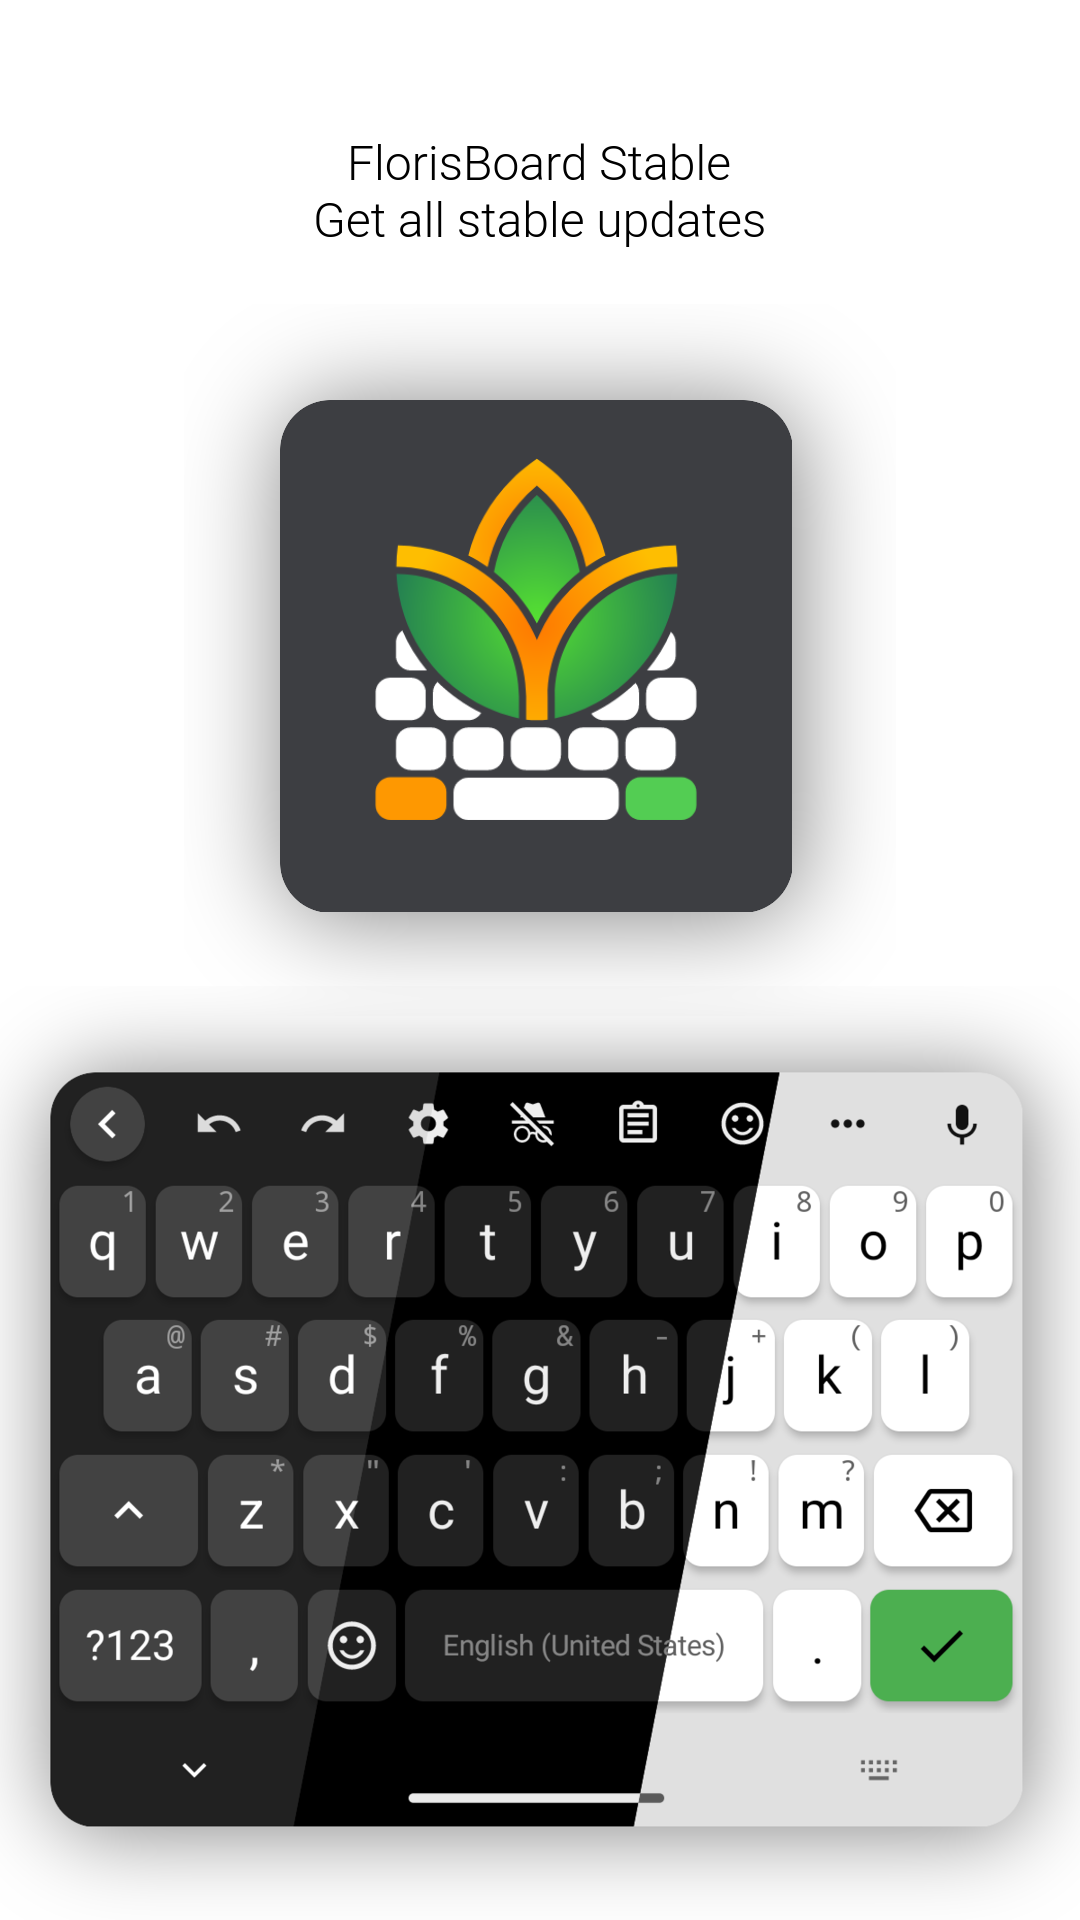 FlorisBoard Stable
Get all stable updates
1 2 3 4 5 6 7 8 9 0
q w e r t y u i o p
@ # $ % & - + ( )
a s d f g h j k l
* " ' : ; ! ?
z x c v b n m
?123 , English (United States) .